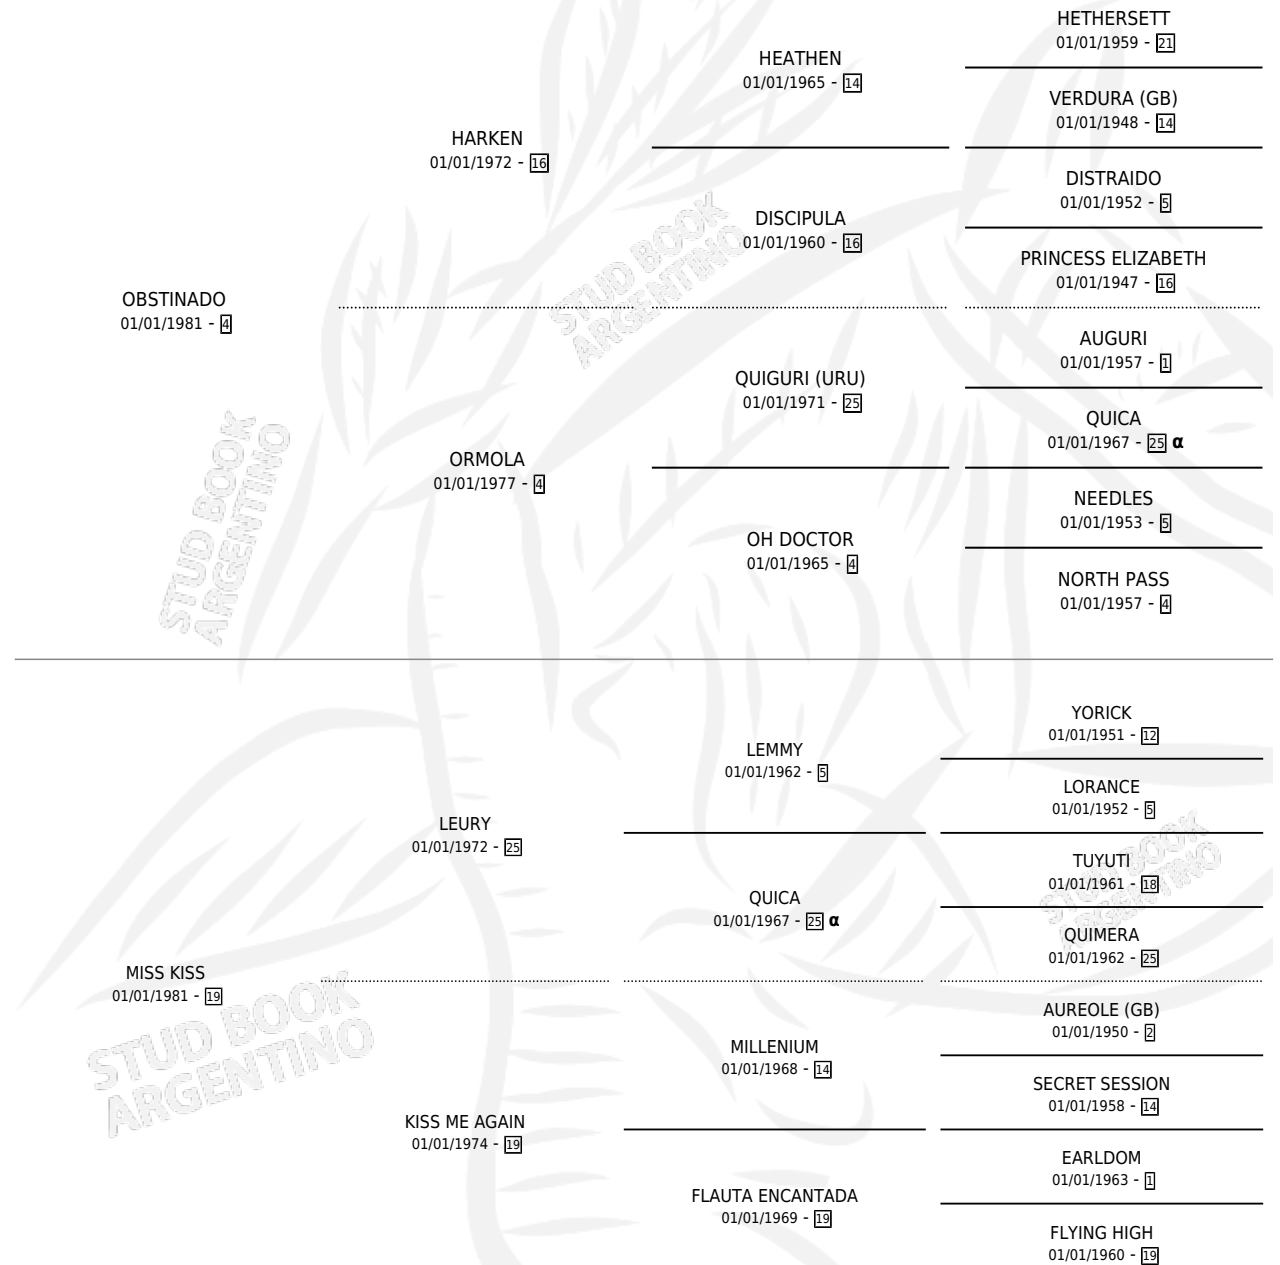 HETHERSETT
01/01/1959 - 21
HEATHEN
01/01/1965 - 14
VERDURA (GB)
01/01/1948 - 14
HARKEN
01/01/1972 - 16
DISTRAIDO
01/01/1952 - 5
DISCIPULA
01/01/1960 - 16
PRINCESS ELIZABETH
01/01/1947 - 16
STUD BOOK
ARGENTINO
OBSTINADO
01/01/1981 - 4
AUGURI
01/01/1957 - 1
QUIGURI (URU)
01/01/1971 - 25
QUICA
01/01/1967 - 25 α
ORMOLA
01/01/1977 - 4
NEEDLES
01/01/1953 - 5
OH DOCTOR
01/01/1965 - 4
NORTH PASS
01/01/1957 - 4
STUD BOOK
ARGENTINO
YORICK
01/01/1951 - 12
LEMMY
01/01/1962 - 5
LORANCE
01/01/1952 - 5
LEURY
01/01/1972 - 25
TUYUTI
01/01/1961 - 18
STUD BOOK
ARGENTINO
QUICA
01/01/1967 - 25 α
QUIMERA
01/01/1962 - 25
MISS KISS
01/01/1981 - 19
STUD BOOK
ARGENTINO
AUREOLE (GB)
01/01/1950 - 2
MILLENIUM
01/01/1968 - 14
SECRET SESSION
01/01/1958 - 14
KISS ME AGAIN
01/01/1974 - 19
EARLDOM
01/01/1963 - 1
FLAUTA ENCANTADA
01/01/1969 - 19
FLYING HIGH
01/01/1960 - 19